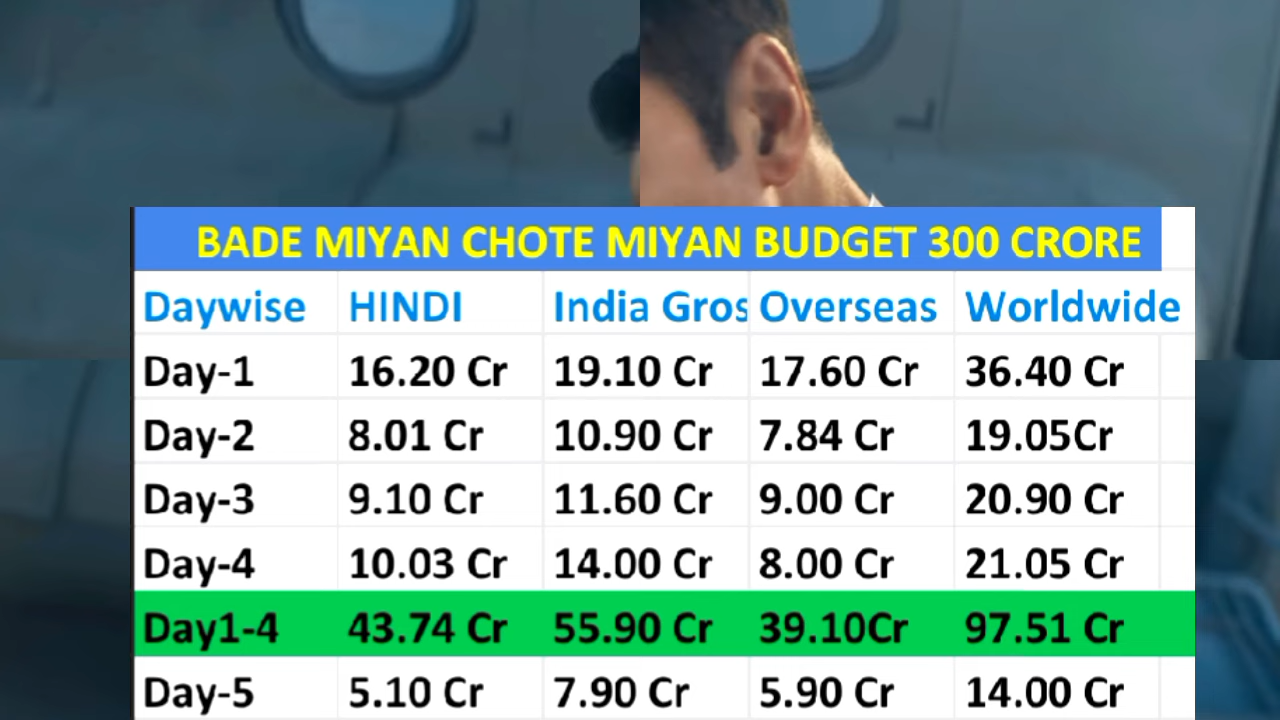 BADE MIYAN CHOTE MIYAN BUDGET 300 CRORE
Daywise HINDI India Gros Overseas Worldwide
Day-1 16.20 Cr 19.10 Cr 17.60 Cr 36.40 Cr
Day-2 8.01 Cr 10.90 Cr 7.84 Cr 19.05Cr
Day-3 9.10 Cr 11.60 Cr 9.00 Cr 20.90 Cr
Day-4 10.03 Cr 14.00 Cr 8.00 Cr 21.05 Cr
Day1-4 43.74 Cr 55.90 Cr 39.10Cr 97.51 Cr
Day-5 5.10 Cr 7.90 Cr 5.90 Cr 14.00 Cr